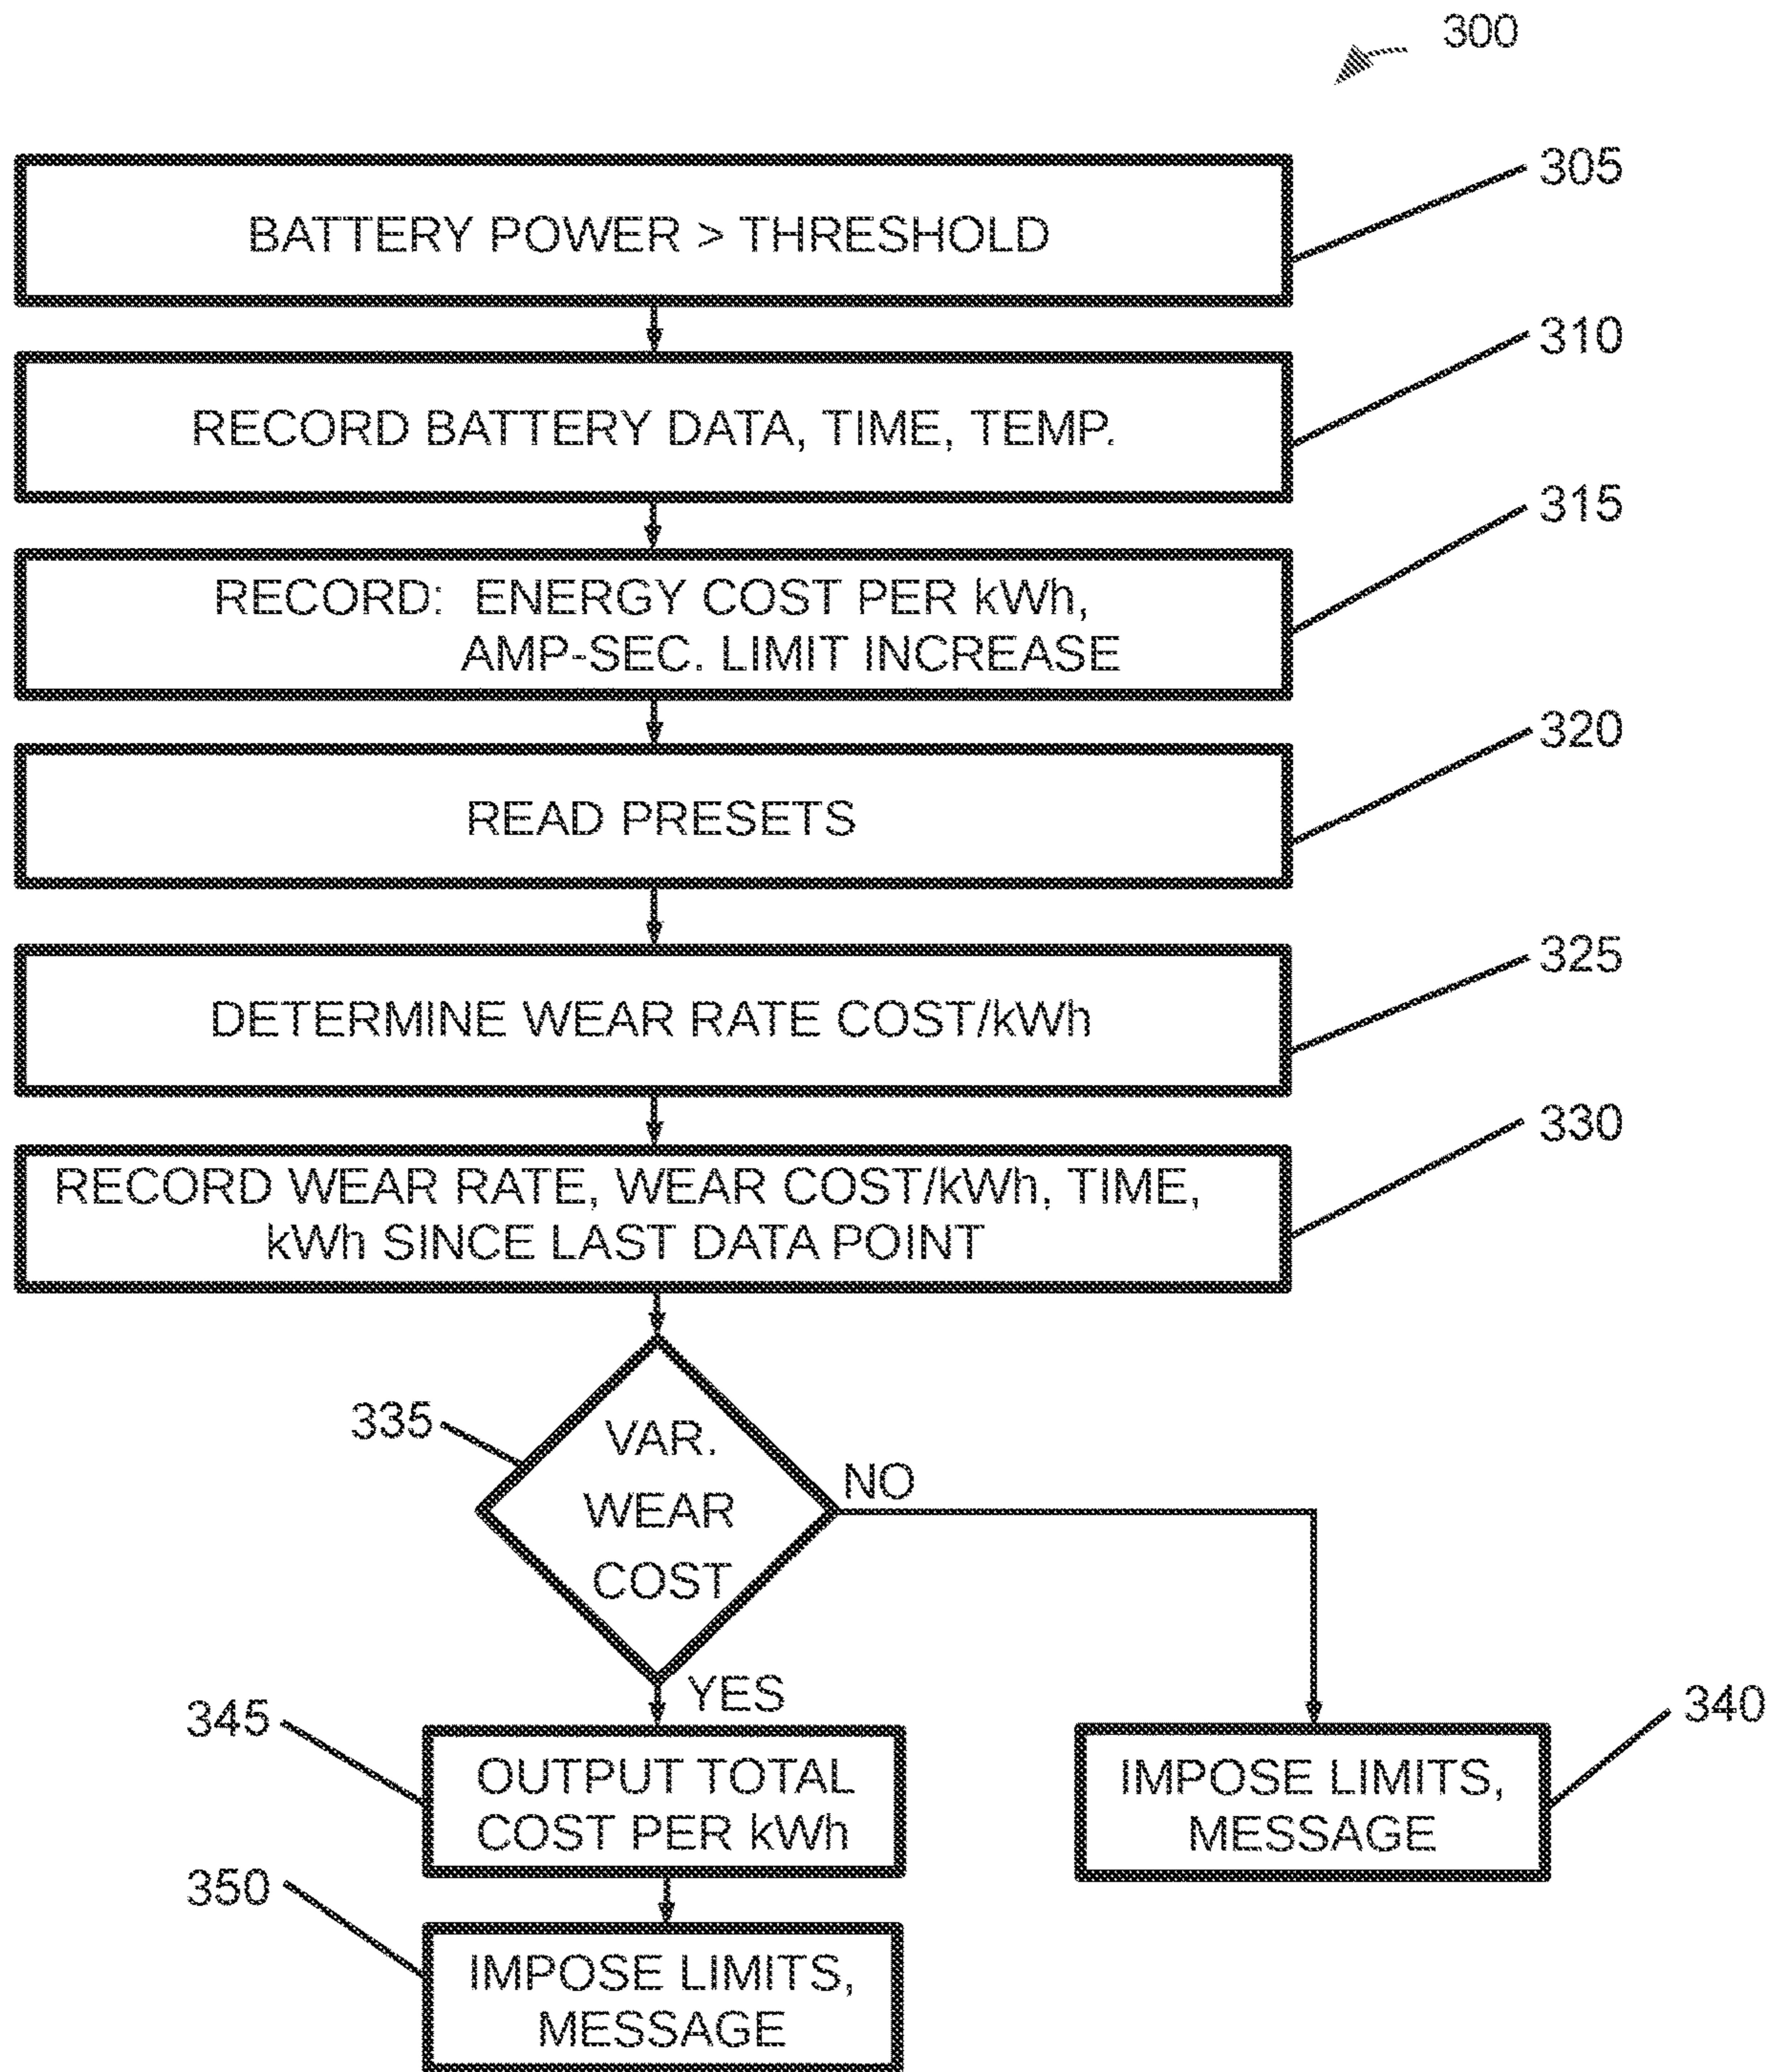 300
305
BATTERY POWER > THRESHOLD
310
RECORD BATTERY DATA, TIME, TEMP.
315
RECORD: ENERGY COST PER kWh,
AMP-SEC. LIMIT INCREASE
320
READ PRESETS
325
DETERMINE WEAR RATE COST/kWh
330
RECORD WEAR RATE, WEAR COST/kWh, TIME,
kWh SINCE LAST DATA POINT
335
VAR.
WEAR
COST
NO
YES
345
OUTPUT TOTAL
COST PER kWh
340
IMPOSE LIMITS,
MESSAGE
350
IMPOSE LIMITS,
MESSAGE